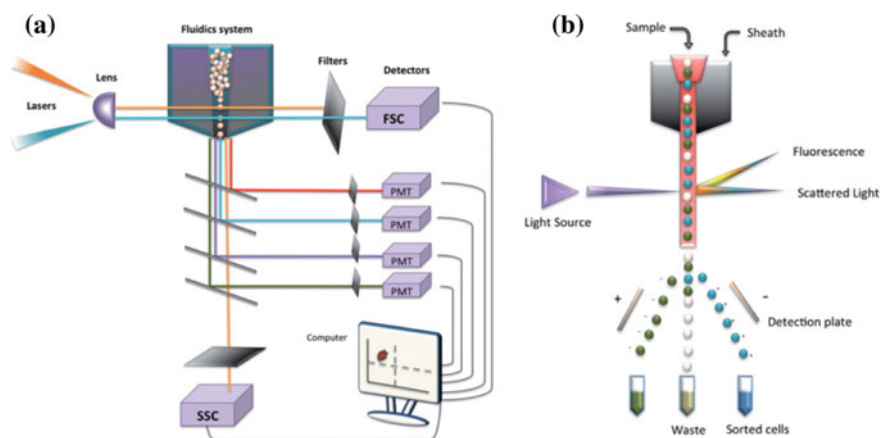 (a)
Fluidics system
Lens
Lasers
Filters
Detectors
FSC
PMT
PMT
PMT
PMT
Computer
SSC
(b)
Sample
Sheath
Fluorescence
Scattered Light
Light Source
+
-
Detection plate
Waste
Sorted cells